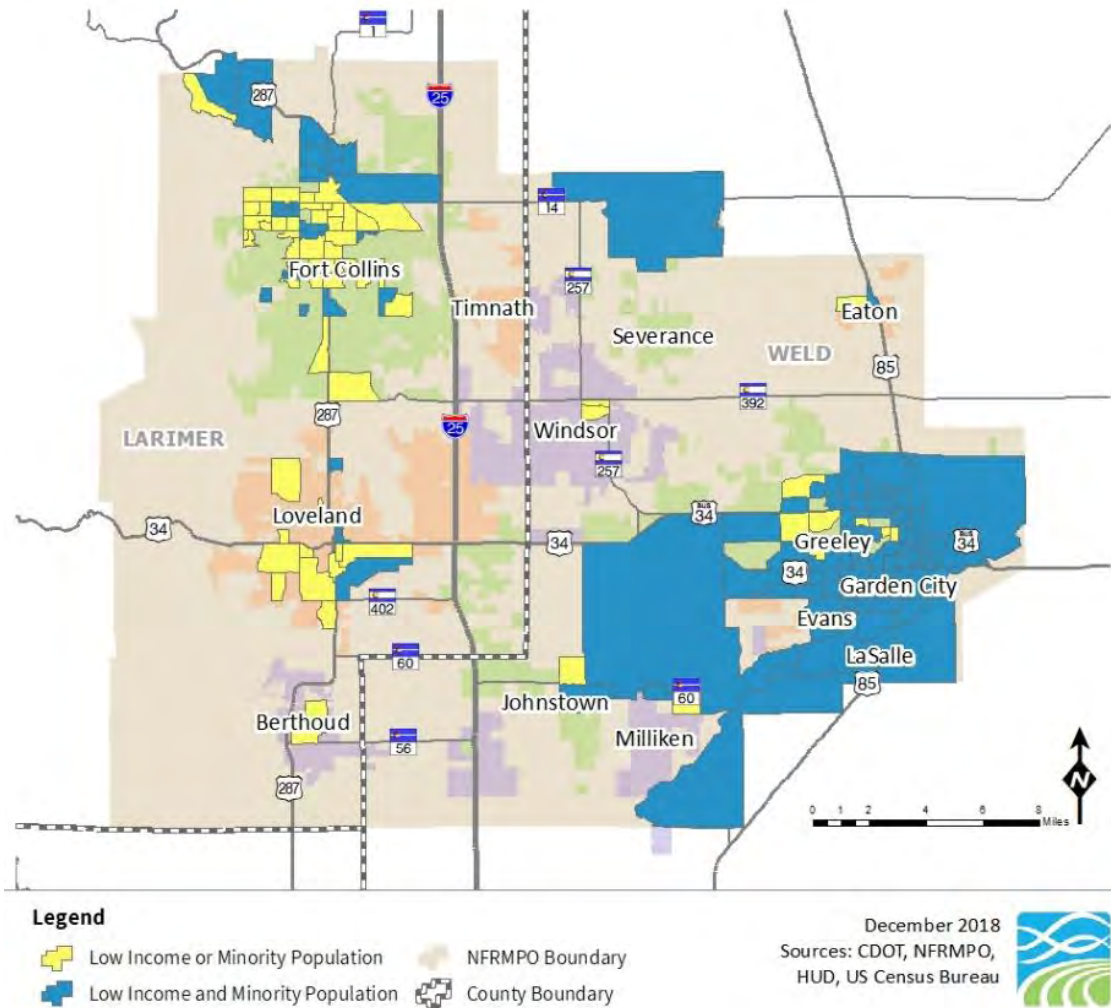 1
287
25
14
Fort Collins
257
Timnath
Severance
Eaton
WELD
85
287
392
25
LARIMER
Windsor
257
Loveland
BUS
34
34
34
Greeley
BUS
34
34
Garden City
402
Evans
60
LaSalle
85
Johnstown
60
Berthoud
Milliken
56
287
N
0 1 2 4 6 8
Miles
Legend
Low Income or Minority Population
NFRMPO Boundary
Low Income and Minority Population
County Boundary
December 2018
Sources: CDOT, NFRMPO,
HUD, US Census Bureau